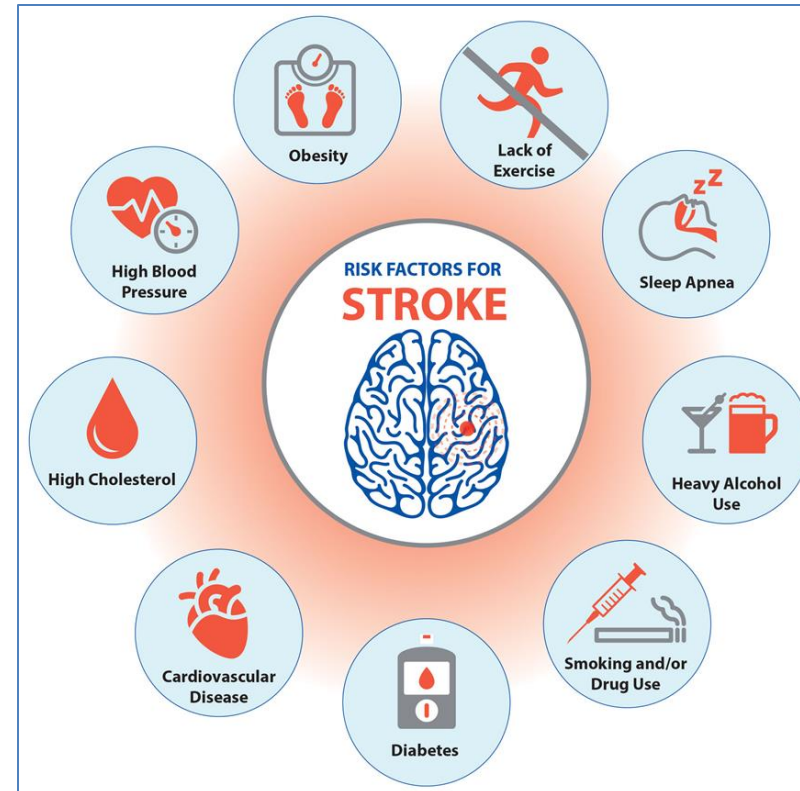 RISK FACTORS FOR
STROKE
Obesity
Lack of
Exercise
zZ
Sleep Apnea
Heavy Alcohol
Use
Smoking and/or
Drug Use
Diabetes
Cardiovascular
Disease
High Cholesterol
High Blood
Pressure